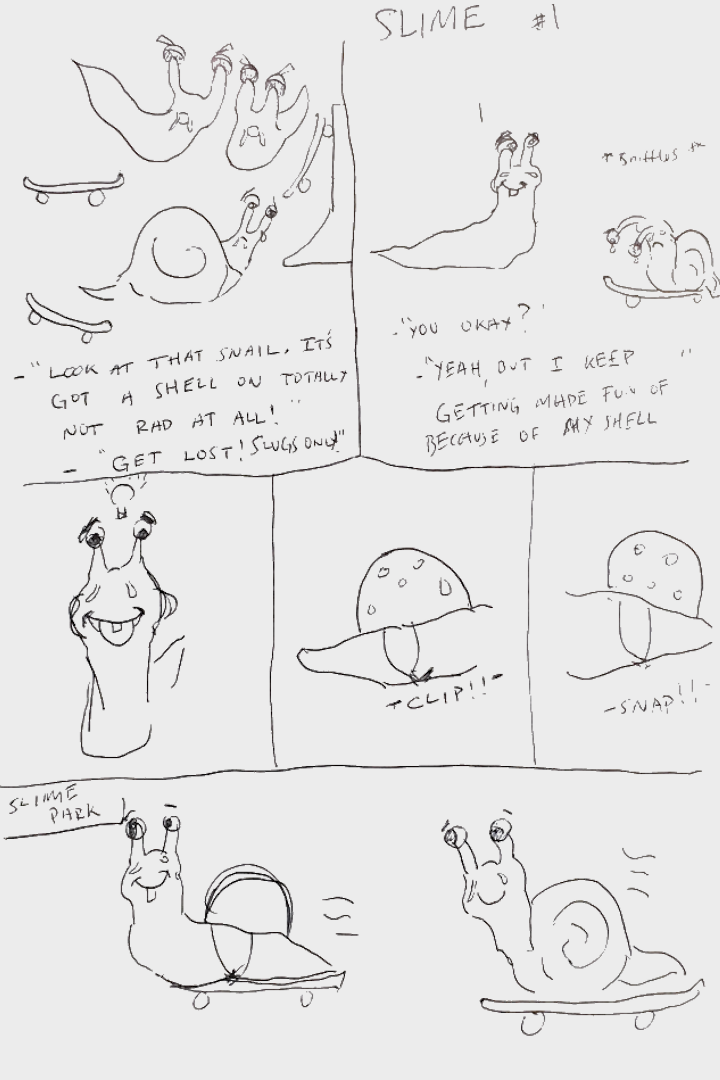 SLIME #1
-"LOOK AT THAT SNAIL. IT'S
GOT A SHELL ON TOTALLY
NOT RAD AT ALL!"
- "GET LOST! SLUGS ONLY!"
* Sniffles **
-"YOU OKAY?"
-"YEAH, BUT I KEEP "
GETTING MADE FUN OF
BECAUSE OF MY SHELL
-CLIP!!-
-SNAP!!-
SLIME
PARK